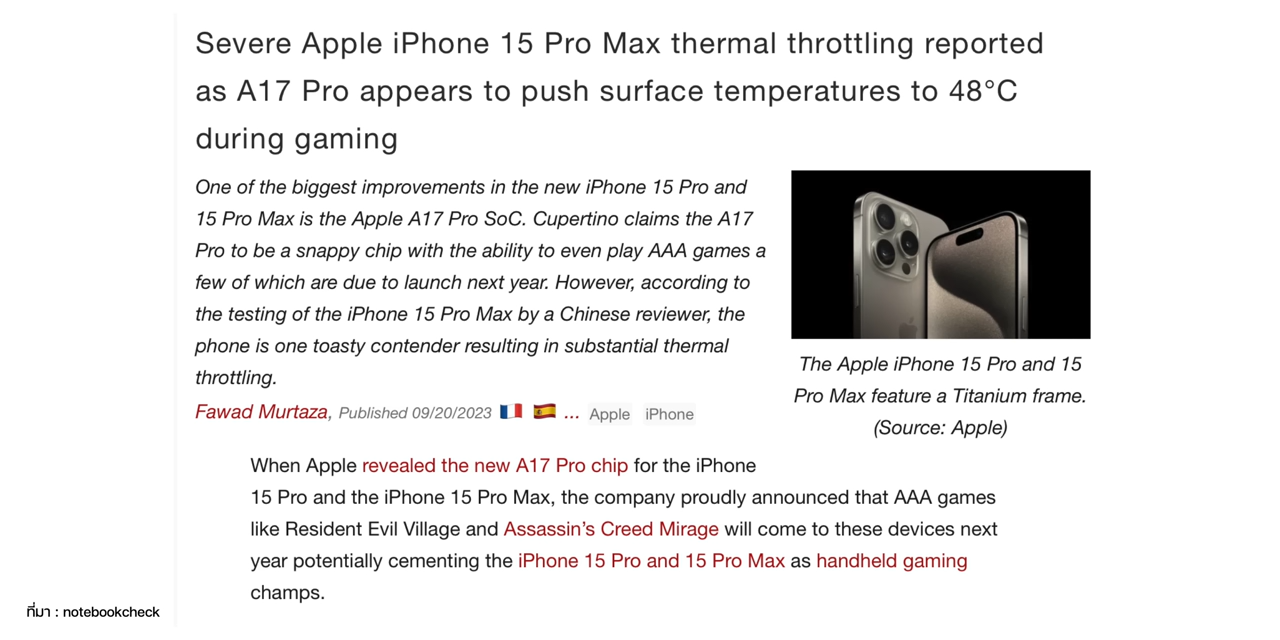 Severe Apple iPhone 15 Pro Max thermal throttling reported
as A17 Pro appears to push surface temperatures to 48°C
during gaming
One of the biggest improvements in the new iPhone 15 Pro and
15 Pro Max is the Apple A17 Pro SoC. Cupertino claims the A17
Pro to be a snappy chip with the ability to even play AAA games a
few of which are due to launch next year. However, according to
the testing of the iPhone 15 Pro Max by a Chinese reviewer, the
phone is one toasty contender resulting in substantial thermal
throttling.
Fawad Murtaza, Published 09/20/2023 🇫🇷 🇪🇸 ... Apple iPhone
The Apple iPhone 15 Pro and 15
Pro Max feature a Titanium frame.
(Source: Apple)
When Apple revealed the new A17 Pro chip for the iPhone
15 Pro and the iPhone 15 Pro Max, the company proudly announced that AAA games
like Resident Evil Village and Assassin’s Creed Mirage will come to these devices next
year potentially cementing the iPhone 15 Pro and 15 Pro Max as handheld gaming
champs.
ที่มา : notebookcheck